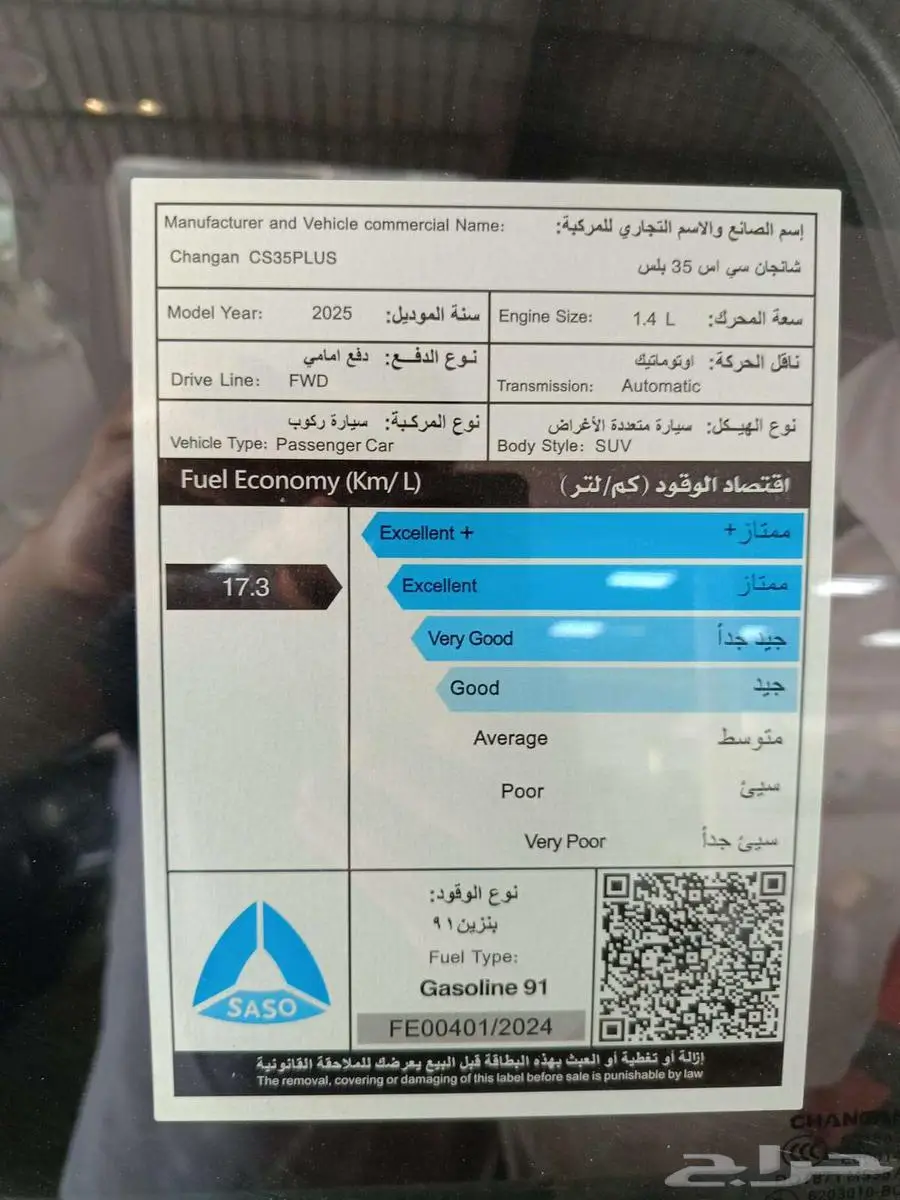 Manufacturer and Vehicle commercial Name: إسم الصانع والاسم التجاري للمركبة:
Changan CS35PLUS شانجان سي اس 35 بلس
Model Year: 2025 سنة الموديل:
Engine Size: 1.4 L سعة المحرك:
نوع الدفـع: دفع امامي
Drive Line: FWD
ناقل الحركة: اوتوماتيك
Transmission: Automatic
نوع المركبة: سيارة ركوب
Vehicle Type: Passenger Car
نوع الهيـكل: سيارة متعددة الأغراض
Body Style: SUV
Fuel Economy (Km/ L) اقتصاد الوقود (كم/لتر)
Excellent + ممتاز+
17.3
Excellent ممتاز
Very Good جيد جداً
Good جيد
Average متوسط
Poor سيئ
Very Poor سيئ جداً
SASO
نوع الوقود:
بنزين٩١
Fuel Type:
Gasoline 91
FE00401/2024
إزالة أو تغطية أو العبث بهذه البطاقة قبل البيع يعرضك للملاحقة القانونية
The removal, covering or damaging of this label before sale is punishable by law
حراج